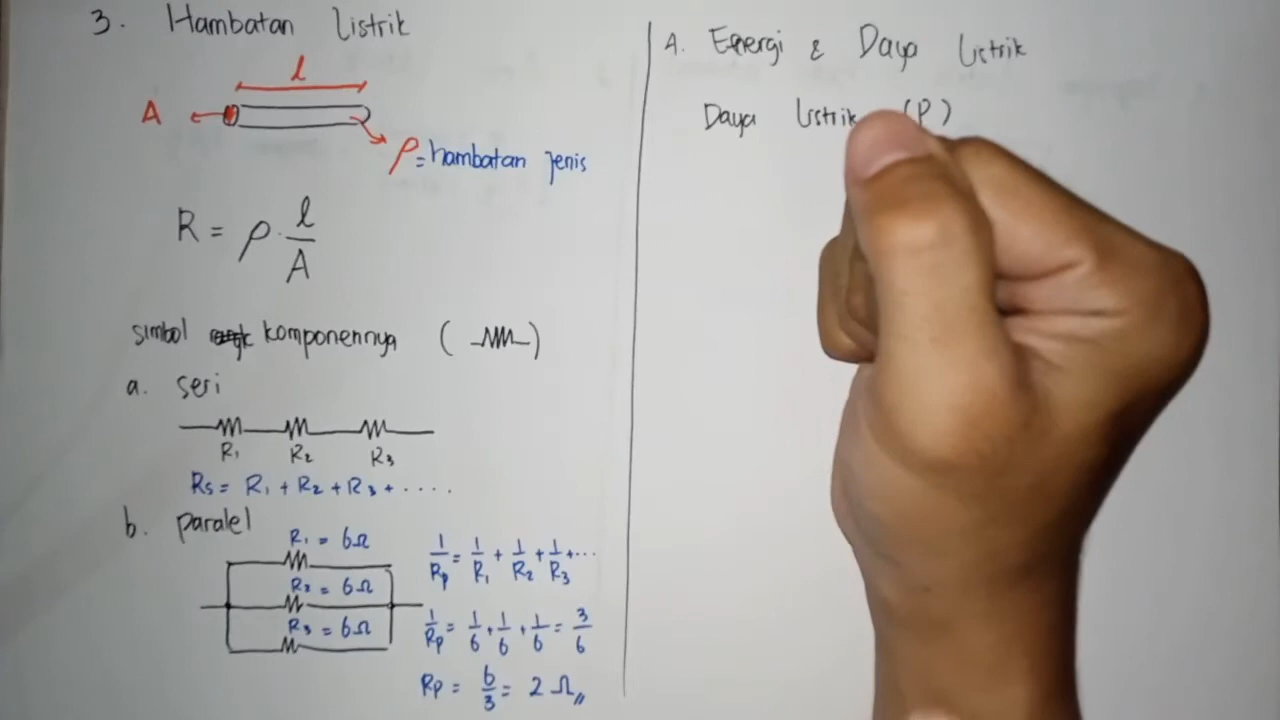 3. Hambatan Listrik
l
A
ρ = hambatan jenis
R = ρ · l/A
simbol komponennya ( )
a. seri
R₁ R₂ R₃
Rs = R₁ + R₂ + R₃ + ....
b. paralel
R₁ = 6Ω
R₂ = 6Ω
R₃ = 6Ω
1/Rp = 1/R₁ + 1/R₂ + 1/R₃ + ...
1/Rp = 1/6 + 1/6 + 1/6 = 3/6
Rp = 6/3 = 2 Ω //
4. Energi & Daya Listrik
Daya Listrik (P)